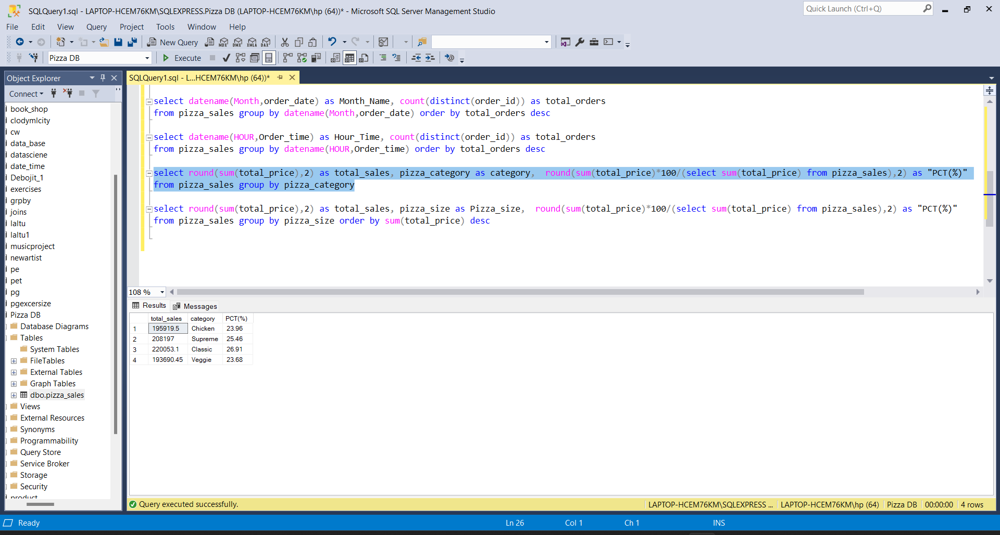 SQLQuery1.sql - LAPTOP-HCEM76KM\SQLEXPRESS.Pizza DB (LAPTOP-HCEM76KM\hp (64))* - Microsoft SQL Server Management Studio
Quick Launch (Ctrl+Q)
File Edit View Query Project Tools Window Help
New Query MDX DMX XMLA DAX
Pizza DB Execute
Object Explorer
SQLQuery1.sql - L...HCEM76KM\hp (64))*
Connect
book_shop
clodymlcity
cw
data_base
datasciene
date_time
Debojit_1
exercises
grpby
joins
laltu
laltu1
musicproject
newartist
pe
pet
pg
pgexcersize
Pizza DB
Database Diagrams
Tables
System Tables
FileTables
External Tables
Graph Tables
dbo.pizza_sales
Views
External Resources
Synonyms
Programmability
Query Store
Service Broker
Storage
Security
product
select datename(Month,order_date) as Month_Name, count(distinct(order_id)) as total_orders
from pizza_sales group by datename(Month,order_date) order by total_orders desc
select datename(HOUR,Order_time) as Hour_Time, count(distinct(order_id)) as total_orders
from pizza_sales group by datename(HOUR,Order_time) order by total_orders desc
select round(sum(total_price),2) as total_sales, pizza_category as category,  round(sum(total_price)*100/(select sum(total_price) from pizza_sales),2) as "PCT(%)"
from pizza_sales group by pizza_category
select round(sum(total_price),2) as total_sales, pizza_size as Pizza_size,  round(sum(total_price)*100/(select sum(total_price) from pizza_sales),2) as "PCT(%)"
from pizza_sales group by pizza_size order by sum(total_price) desc
108 %
Results Messages
total_sales category PCT(%)
1 195919.5 Chicken 23.96
2 208197 Supreme 25.46
3 220053.1 Classic 26.91
4 193690.45 Veggie 23.68
Query executed successfully. LAPTOP-HCEM76KM\SQLEXPRESS ... LAPTOP-HCEM76KM\hp (64) Pizza DB 00:00:00 4 rows
Ready Ln 26 Col 1 Ch 1 INS